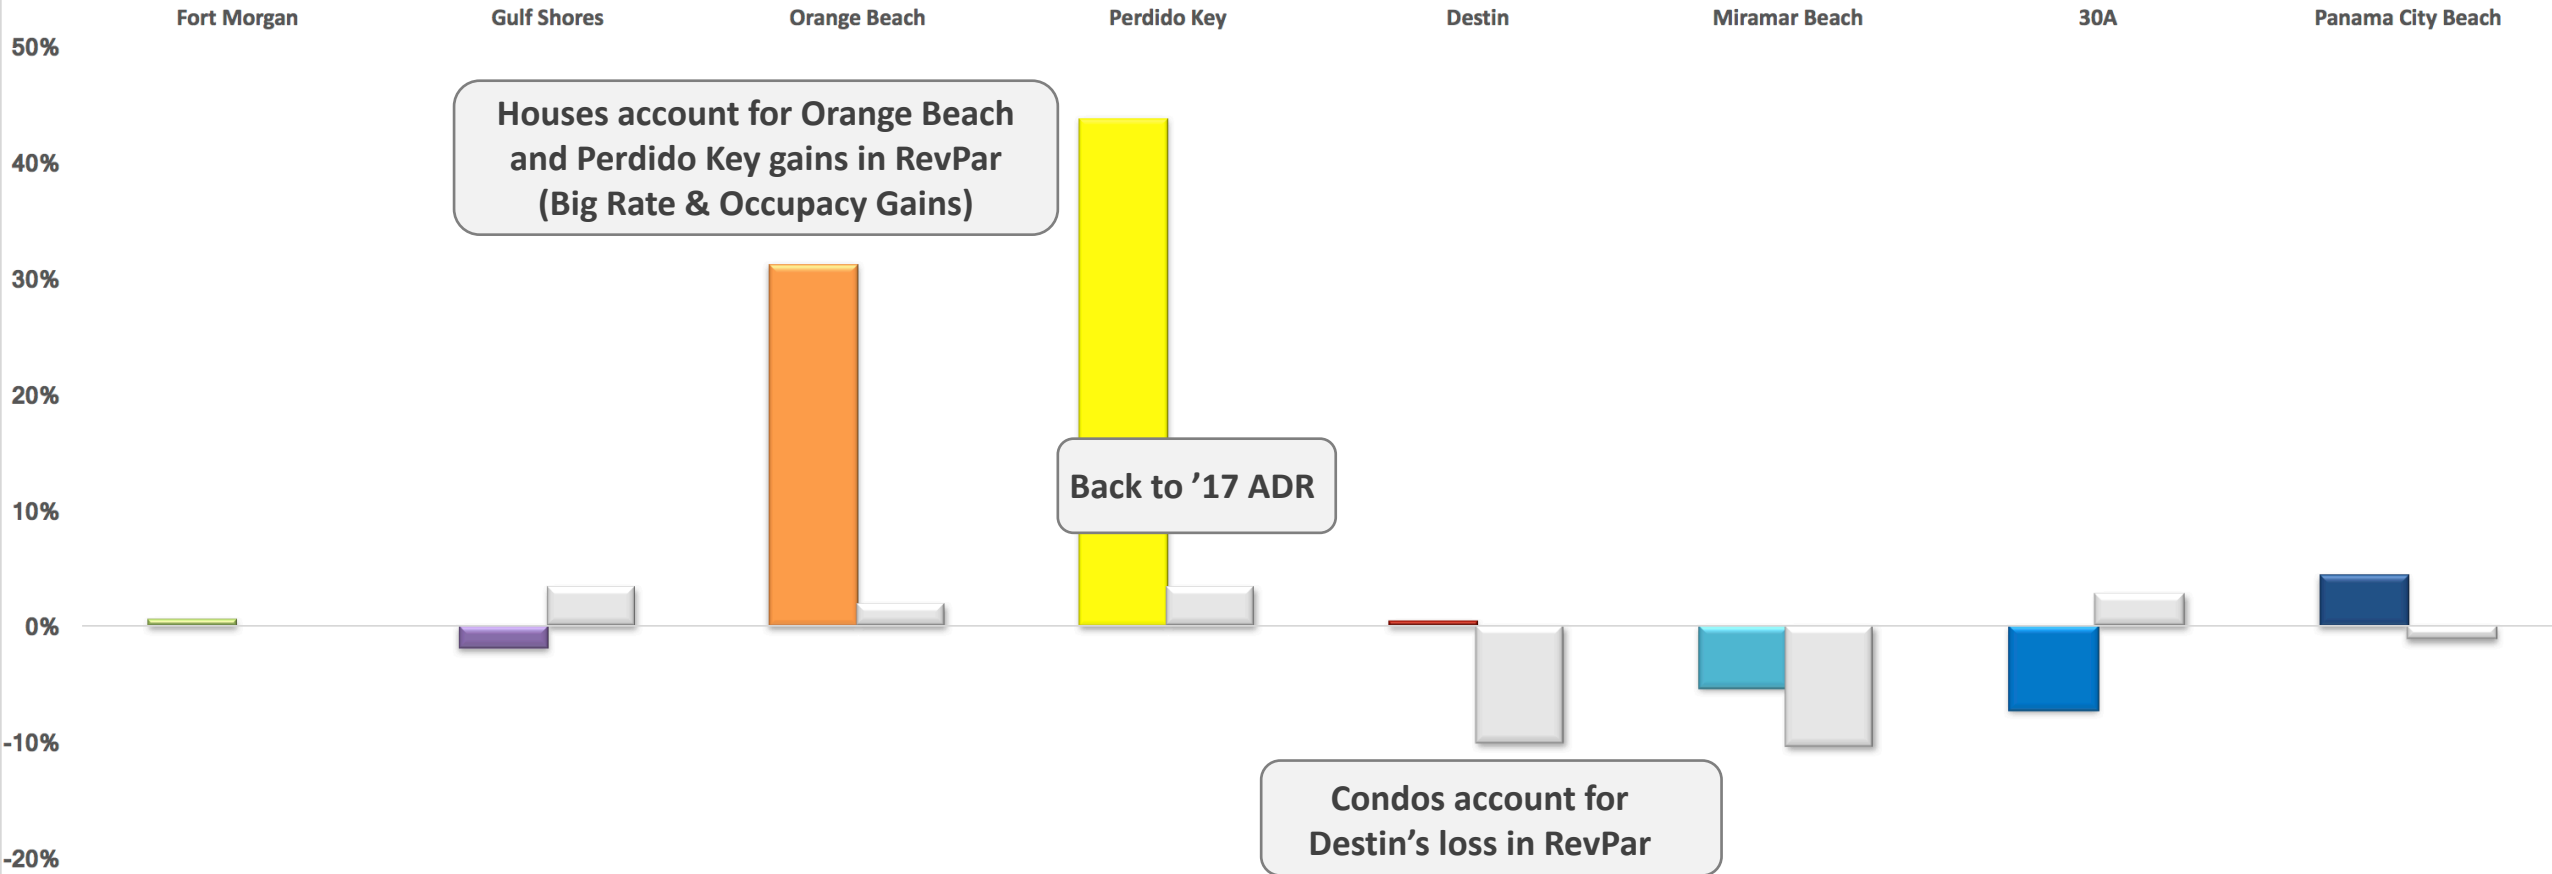 Fort Morgan
Gulf Shores
Orange Beach
Perdido Key
Destin
Miramar Beach
30A
Panama City Beach
50%
40%
30%
20%
10%
0%
-10%
-20%
Houses account for Orange Beach
and Perdido Key gains in RevPar
(Big Rate & Occupancy Gains)
Back to ’17 ADR
Condos account for
Destin’s loss in RevPar